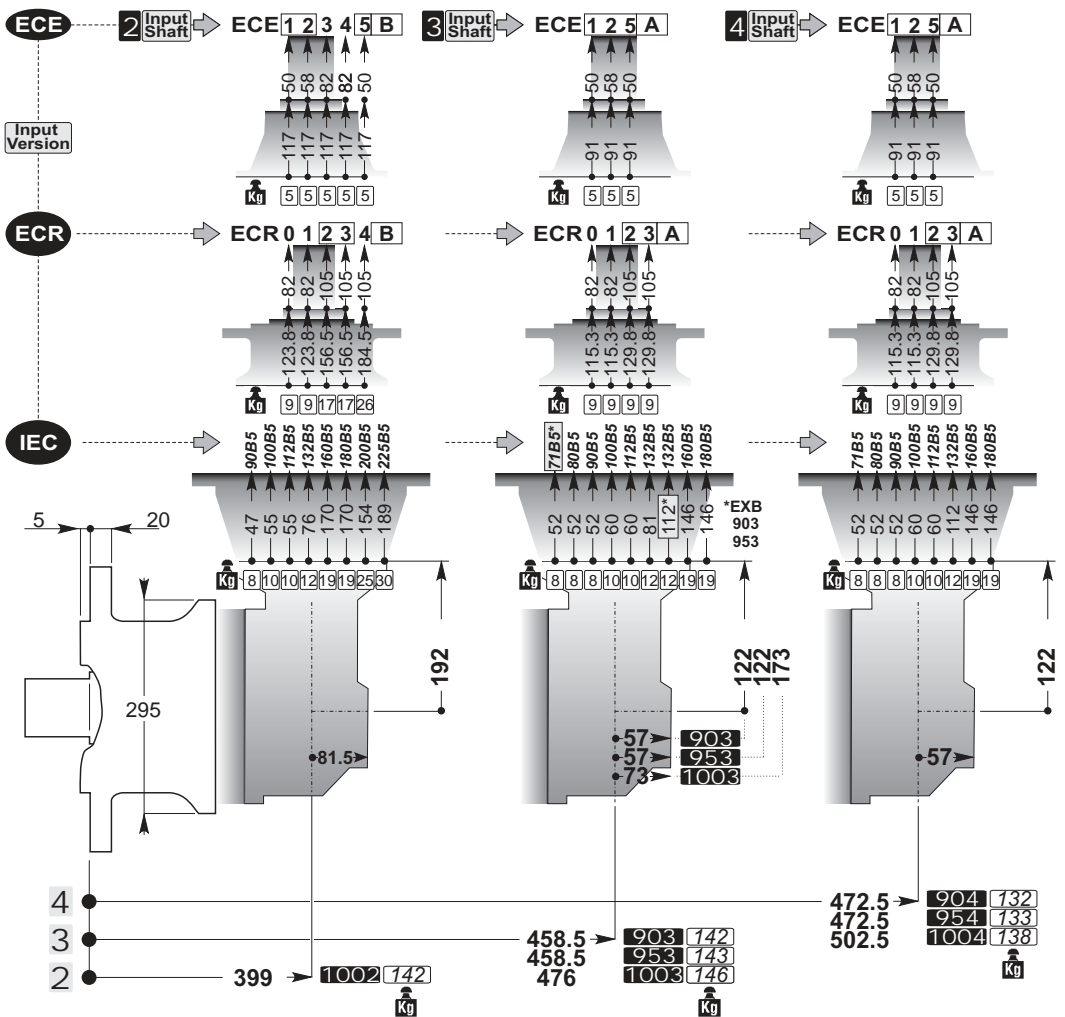 ECE 2 Input Shaft ECE 1 2 3 4 5 B 3 Input Shaft ECE 1 2 5 A 4 Input Shaft ECE 1 2 5 A
50 58 82 82 50 50 58 50 50 58 50
Input Version
117 117 117 117 117 91 91 91 91 91 91
Kg 5 5 5 5 5 Kg 5 5 5 Kg 5 5 5
ECR ECR 0 1 2 3 4 B ECR 0 1 2 3 A ECR 0 1 2 3 A
82 82 105 105 105 82 82 105 105 82 82 105 105
123.8 123.8 156.5 156.5 184.5 115.3 115.3 129.8 129.8 115.3 115.3 129.8 129.8
Kg 9 9 17 17 26 Kg 9 9 9 9 Kg 9 9 9 9
IEC 90B5 100B5 112B5 132B5 160B5 180B5 200B5 225B5 71B5* 80B5 90B5 100B5 112B5 132B5 132B5 160B5 180B5 71B5 80B5 90B5 100B5 112B5 132B5 160B5 180B5
5 20 47 55 55 76 170 170 154 189 52 52 52 60 60 81 112* 146 146 52 52 52 60 60 112 146 146
*EXB
903
953
Kg 8 10 10 12 19 19 25 30 Kg 8 8 8 10 10 12 12 19 19 Kg 8 8 8 10 10 12 19 19
192 122 122 173 122
295
57 903
81.5 57 953 57
73 1003
4 472.5 904 132
472.5 954 133
3 458.5 903 142 502.5 1004 138
458.5 953 143 Kg
2 399 1002 142 476 1003 146
Kg Kg